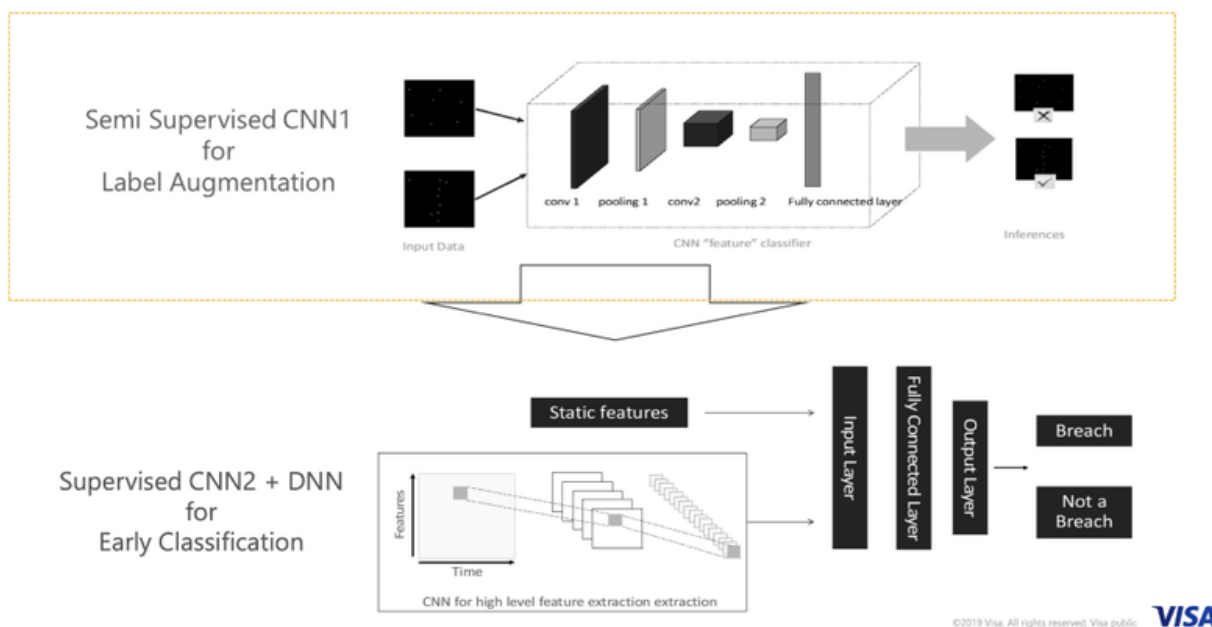 Semi Supervised CNN1
for
Label Augmentation
Input Data
conv 1 pooling 1 conv2 pooling 2 Fully connected layer
CNN "feature" classifier
Inferences
Supervised CNN2 + DNN
for
Early Classification
Static features
Features
Time
CNN for high level feature extraction extraction
Input Layer
Fully Connected Layer
Output Layer
Breach
Not a
Breach
©2019 Visa. All rights reserved. Visa public
VISA